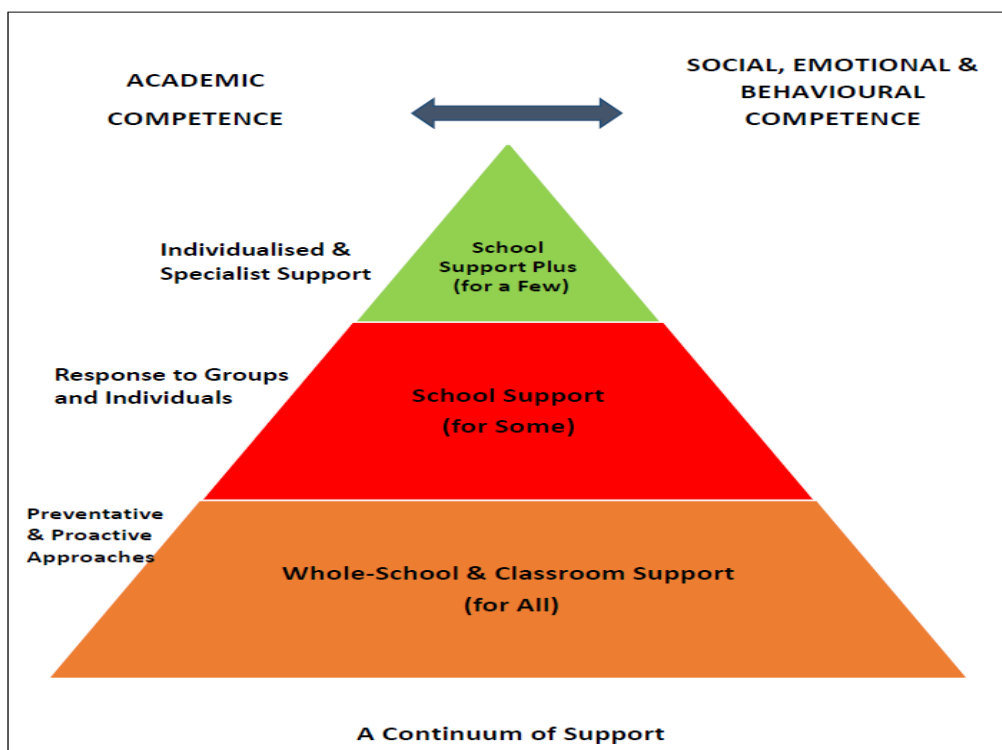 ACADEMIC
COMPETENCE
SOCIAL, EMOTIONAL &
BEHAVIOURAL
COMPETENCE
Individualised &
Specialist Support
School
Support Plus
(for a Few)
Response to Groups
and Individuals
School Support
(for Some)
Preventative
& Proactive
Approaches
Whole-School & Classroom Support
(for All)
A Continuum of Support